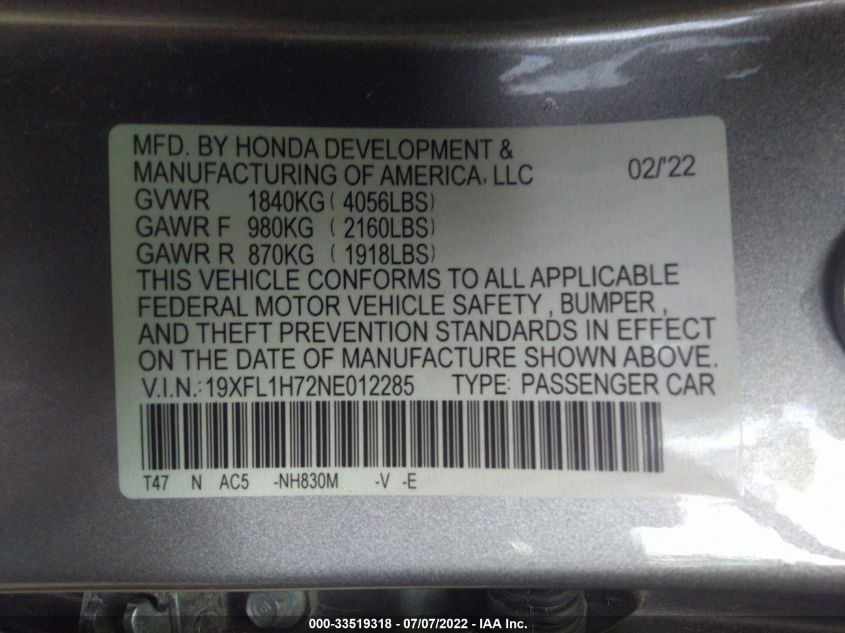 MFD. BY HONDA DEVELOPMENT &
MANUFACTURING OF AMERICA, LLC 02/'22
GVWR 1840KG ( 4056LBS)
GAWR F 980KG ( 2160LBS)
GAWR R 870KG ( 1918LBS)
THIS VEHICLE CONFORMS TO ALL APPLICABLE
FEDERAL MOTOR VEHICLE SAFETY , BUMPER ,
AND THEFT PREVENTION STANDARDS IN EFFECT
ON THE DATE OF MANUFACTURE SHOWN ABOVE.
V.I.N.:19XFL1H72NE012285 TYPE: PASSENGER CAR
T47 N AC5 -NH830M -V -E
000-33519318 - 07/07/2022 - IAA Inc.